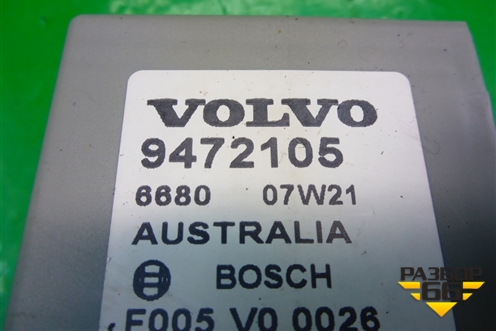 VOLVO
9472105
6680 07W21
AUSTRALIA
BOSCH
F005 V0 0026
РАЗБОР
66